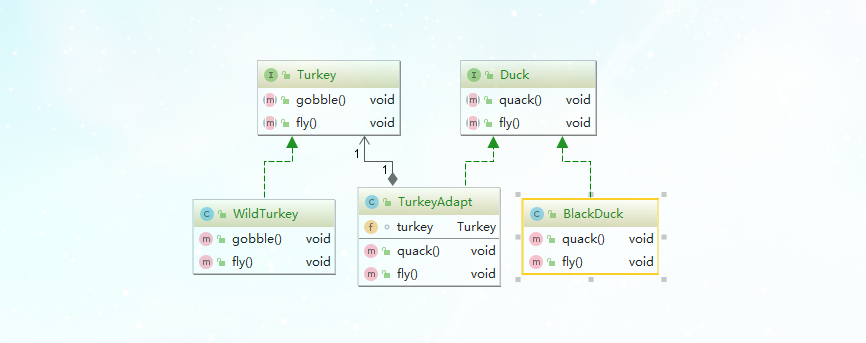 I Turkey
m gobble() void
m fly() void
I Duck
m quack() void
m fly() void
1
1
C WildTurkey
m gobble() void
m fly() void
C TurkeyAdapt
f turkey Turkey
m quack() void
m fly() void
C BlackDuck
m quack() void
m fly() void